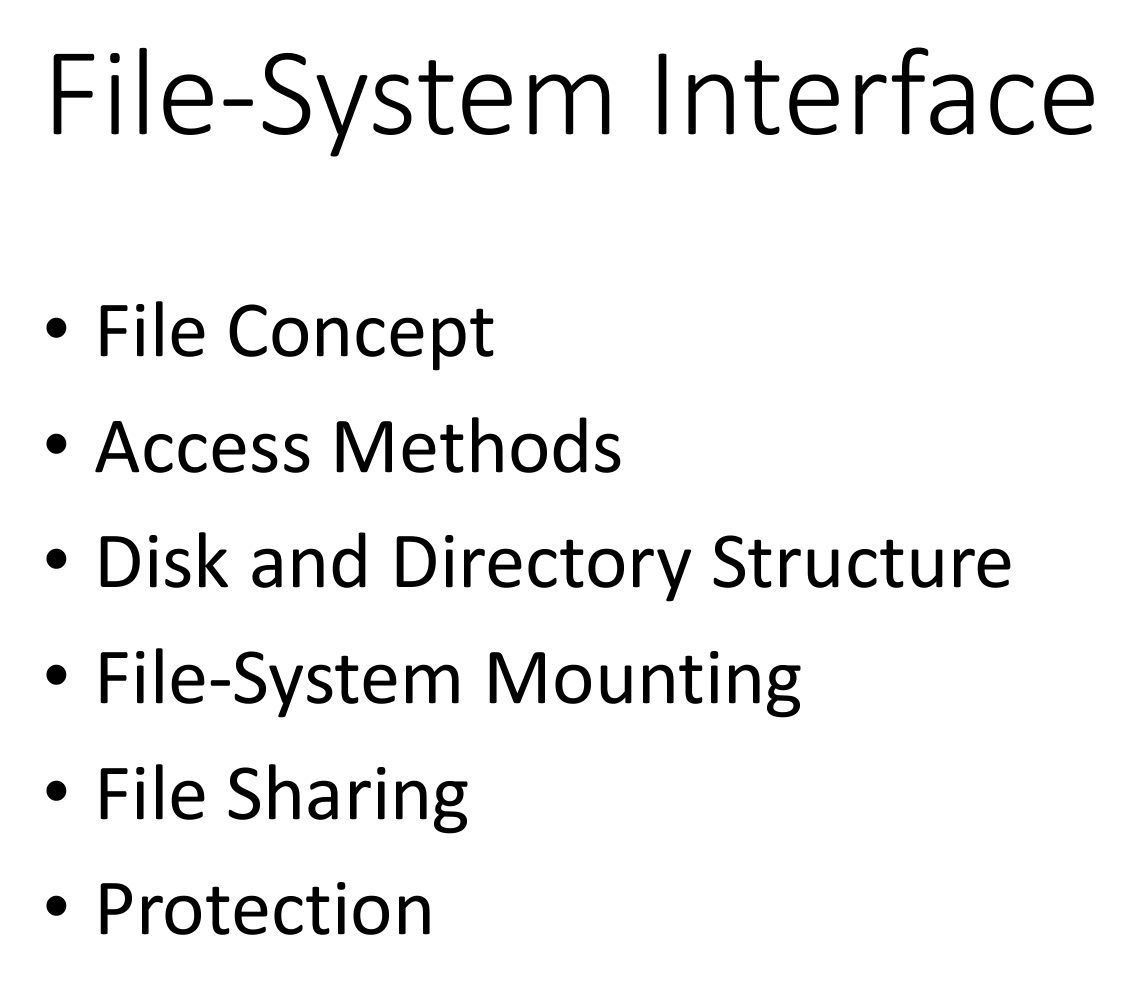 File-System Interface
• File Concept
• Access Methods
• Disk and Directory Structure
• File-System Mounting
• File Sharing
• Protection